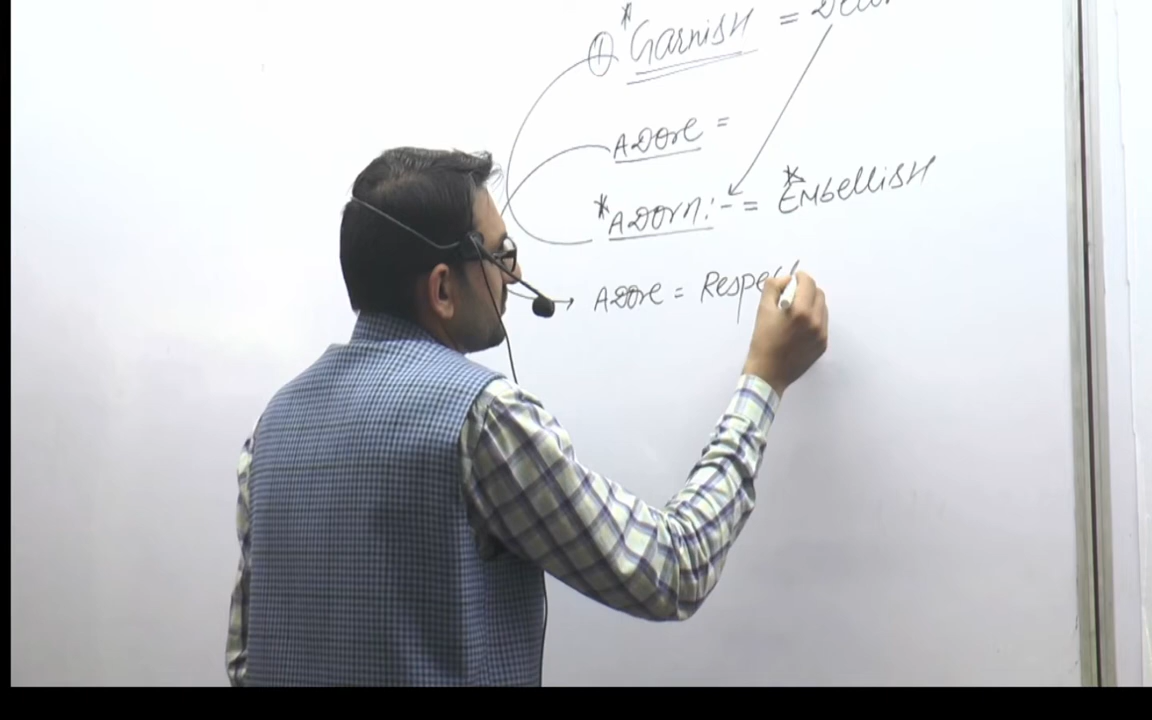 ① *Garnish =
Adore =
*Adorn :- = *Embellish
→ Adore = Respe